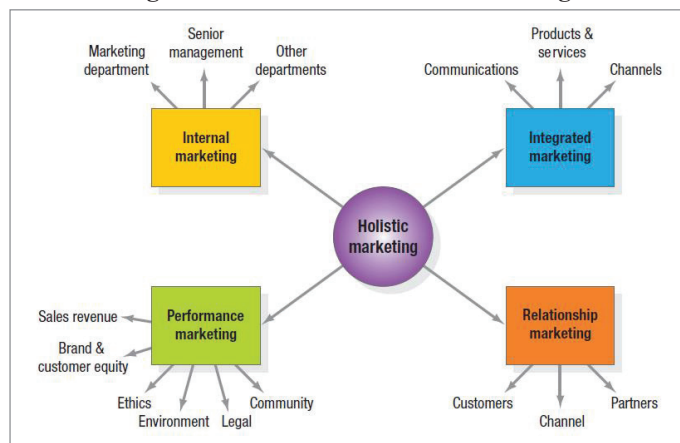 Marketing
department
Senior
management
Other
departments
Internal
marketing
Communications
Products &
services
Channels
Integrated
marketing
Holistic
marketing
Sales revenue
Brand &
customer equity
Performance
marketing
Ethics
Environment
Legal
Community
Relationship
marketing
Customers
Channel
Partners